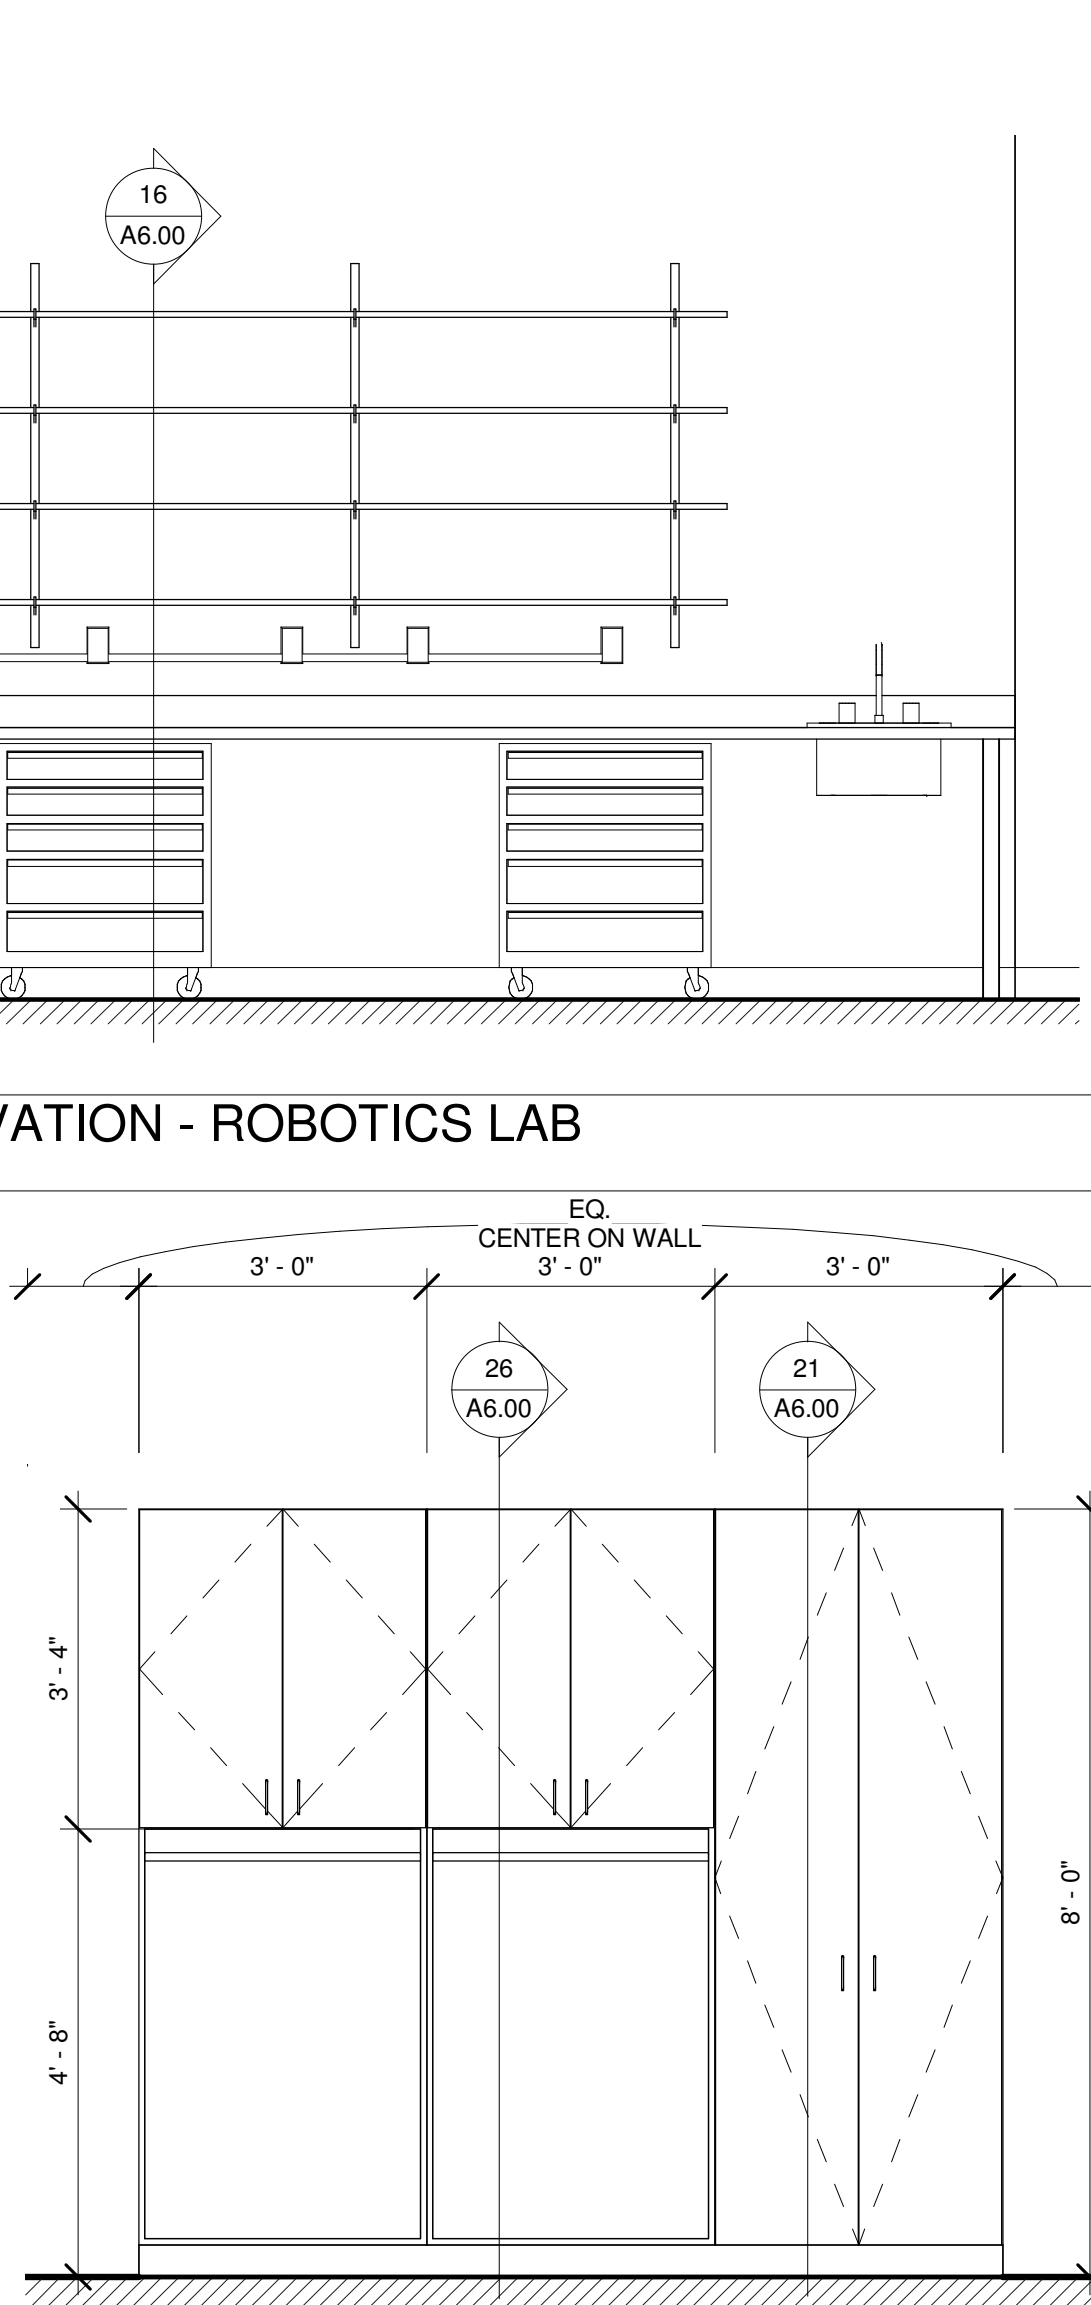 16
A6.00
VATION - ROBOTICS LAB
EQ.
CENTER ON WALL
3' - 0"
3' - 0"
3' - 0"
26
A6.00
21
A6.00
3' - 4"
4' - 8"
8' - 0"